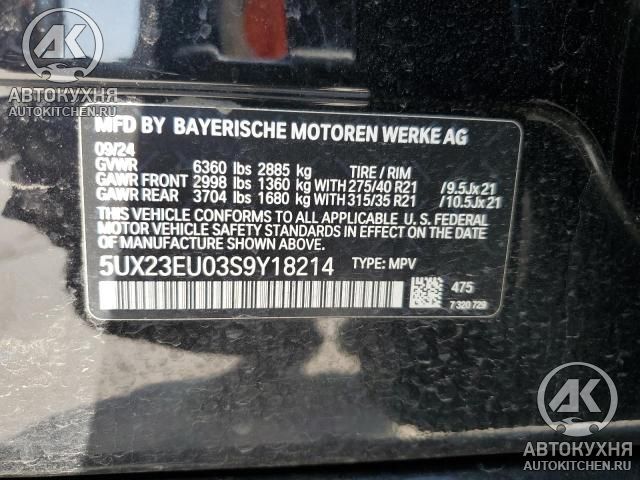 АК
АВТОКУХНЯ
AUTOKITCHEN.RU
MFD BY BAYERISCHE MOTOREN WERKE AG
09/24
GVWR 6360 lbs 2885 kg TIRE / RIM
GAWR FRONT 2998 lbs 1360 kg WITH 275/40 R21 /9.5Jx21
GAWR REAR 3704 lbs 1680 kg WITH 315/35 R21 /10.5Jx21
THIS VEHICLE CONFORMS TO ALL APPLICABLE U. S. FEDERAL
MOTOR VEHICLE SAFETY STANDARDS IN EFFECT ON THE DATE
OF MANUFACTURE SHOWN ABOVE.
5UX23EU03S9Y18214 TYPE: MPV
475
7 320 729
АК
АВТОКУХНЯ
AUTOKITCHEN.RU